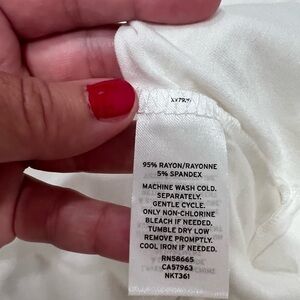 95% RAYON/RAYONNE
5% SPANDEX
MACHINE WASH COLD.
SEPARATELY.
GENTLE CYCLE.
ONLY NON-CHLORINE
BLEACH IF NEEDED.
TUMBLE DRY LOW
REMOVE PROMPTLY.
COOL IRON IF NEEDED.
RN58665
CA57963
NKT361